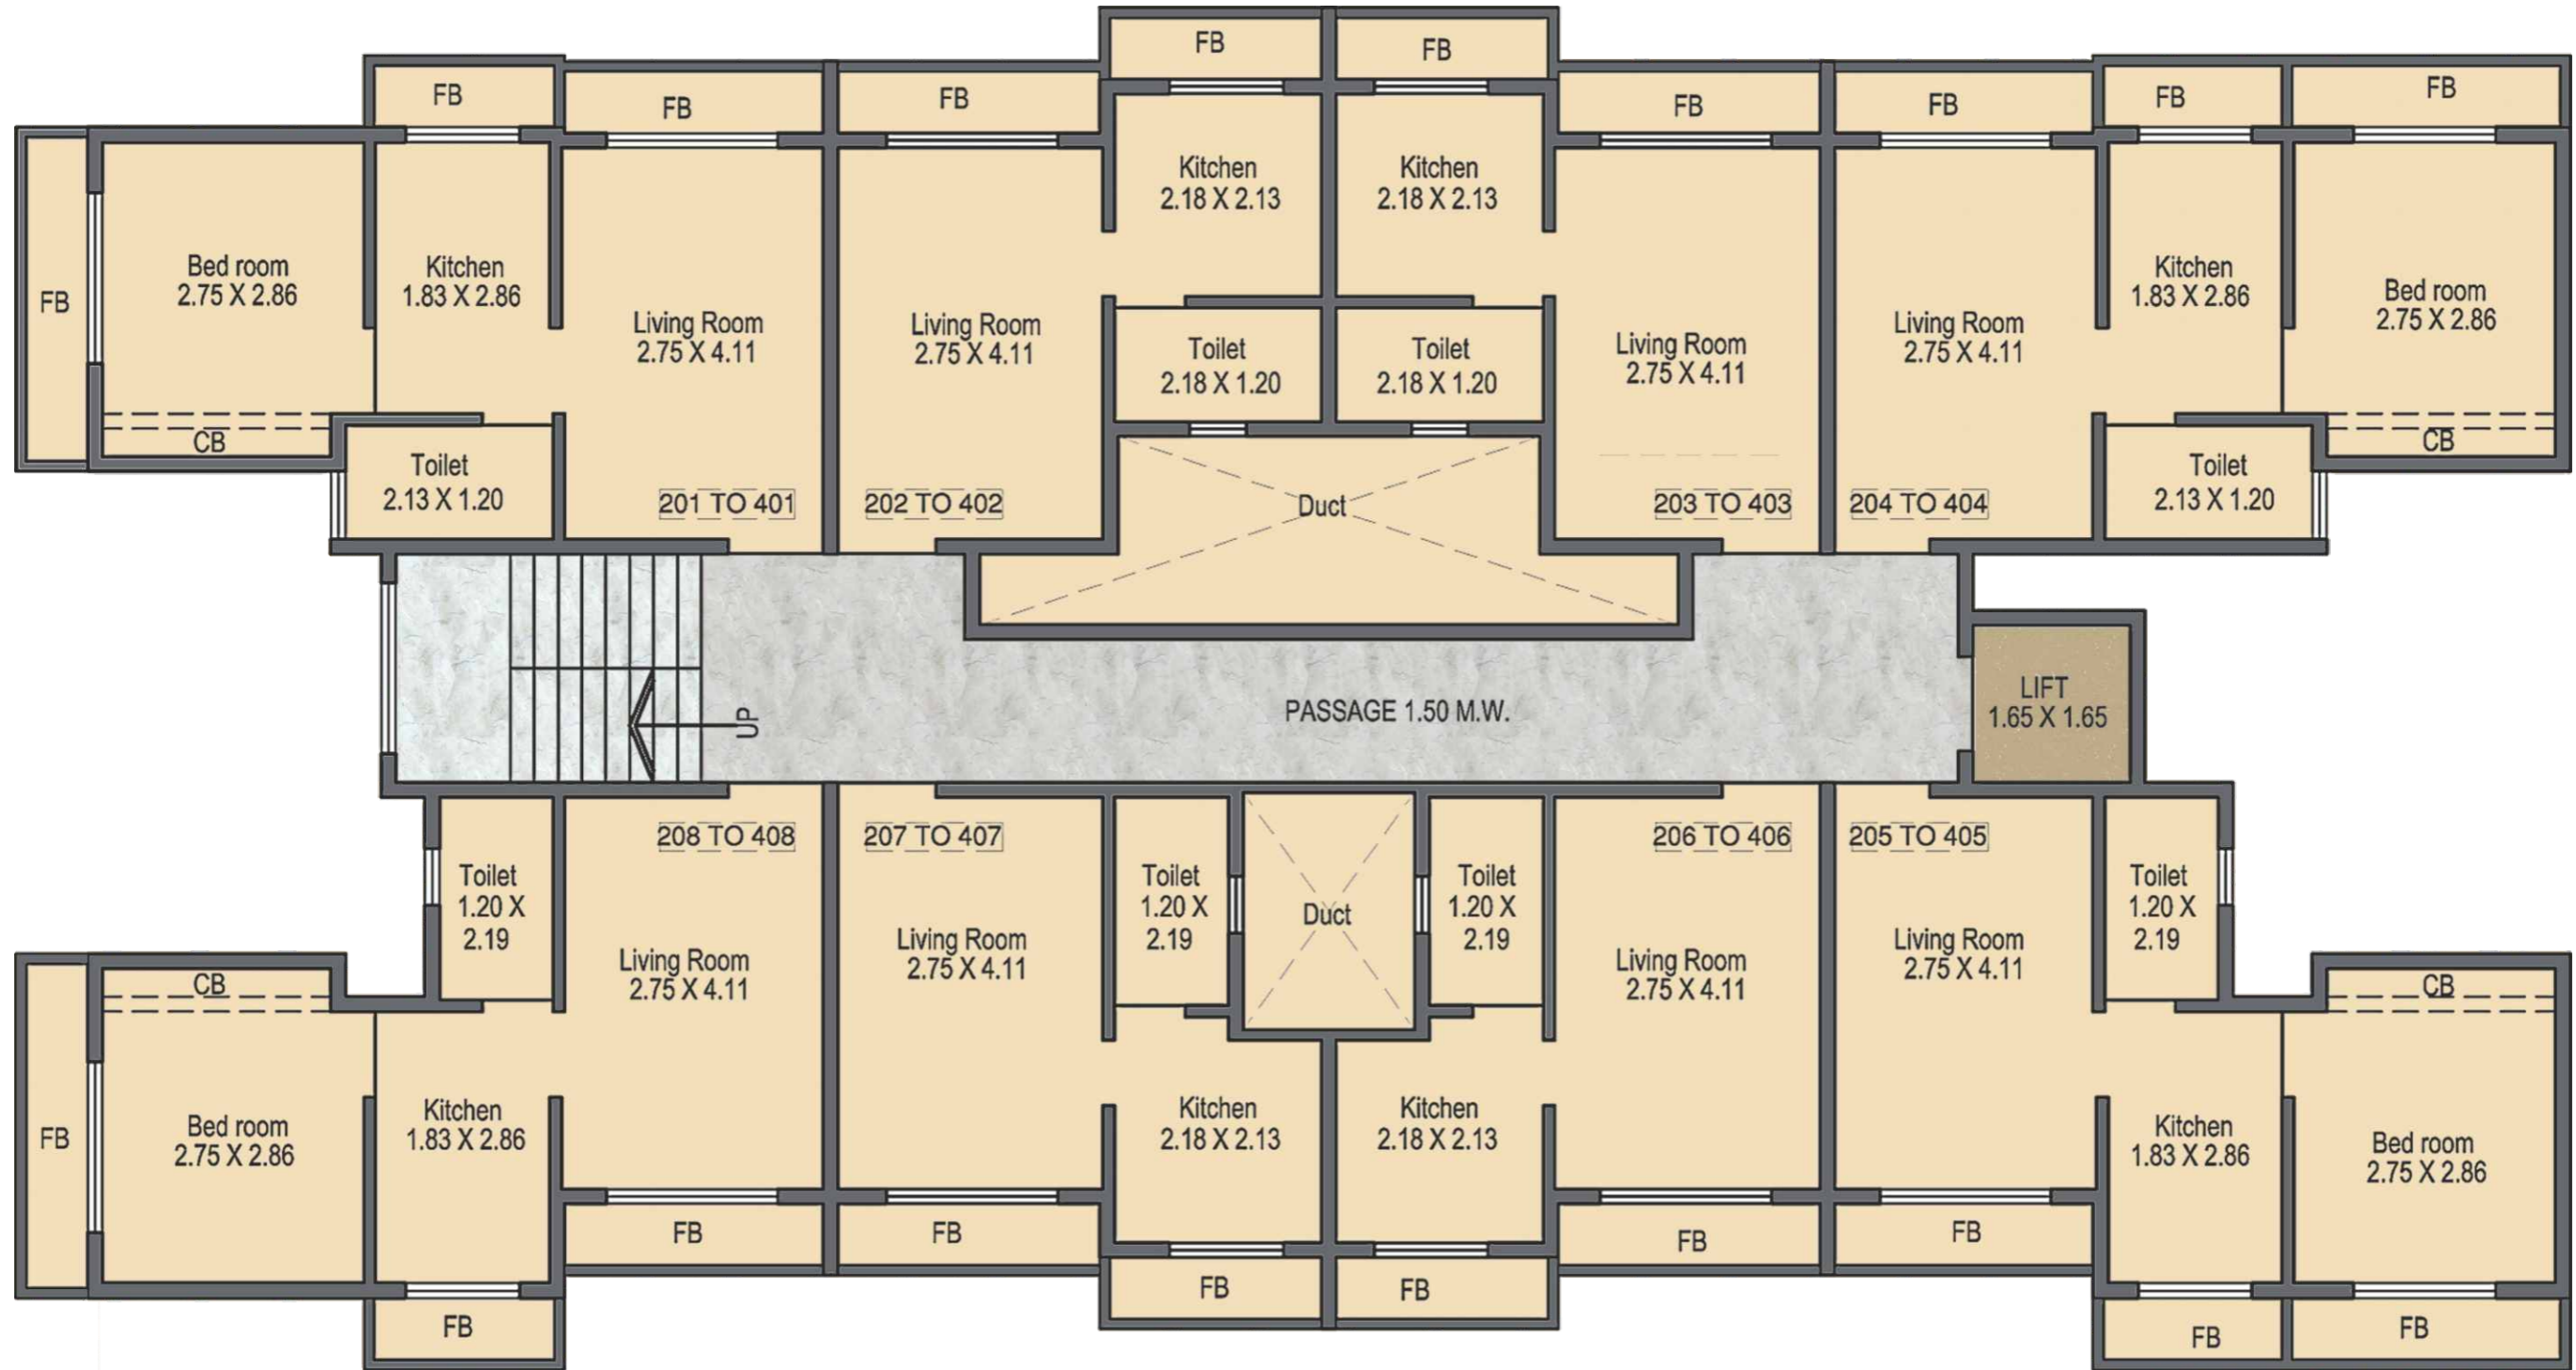 FB
FB
FB
FB
FB
FB
FB
FB
FB
FB
FB
Bed room
2.75 X 2.86
CB
Kitchen
1.83 X 2.86
Toilet
2.13 X 1.20
Living Room
2.75 X 4.11
201 TO 401
Living Room
2.75 X 4.11
202 TO 402
Kitchen
2.18 X 2.13
Toilet
2.18 X 1.20
Kitchen
2.18 X 2.13
Toilet
2.18 X 1.20
Duct
Living Room
2.75 X 4.11
203 TO 403
Living Room
2.75 X 4.11
204 TO 404
Kitchen
1.83 X 2.86
Toilet
2.13 X 1.20
Bed room
2.75 X 2.86
CB
UP
PASSAGE 1.50 M.W.
LIFT
1.65 X 1.65
FB
CB
Bed room
2.75 X 2.86
Toilet
1.20 X
2.19
Kitchen
1.83 X 2.86
208 TO 408
Living Room
2.75 X 4.11
207 TO 407
Living Room
2.75 X 4.11
Toilet
1.20 X
2.19
Kitchen
2.18 X 2.13
Duct
Toilet
1.20 X
2.19
Kitchen
2.18 X 2.13
206 TO 406
Living Room
2.75 X 4.11
205 TO 405
Living Room
2.75 X 4.11
Toilet
1.20 X
2.19
Kitchen
1.83 X 2.86
CB
Bed room
2.75 X 2.86
FB
FB
FB
FB
FB
FB
FB
FB
FB